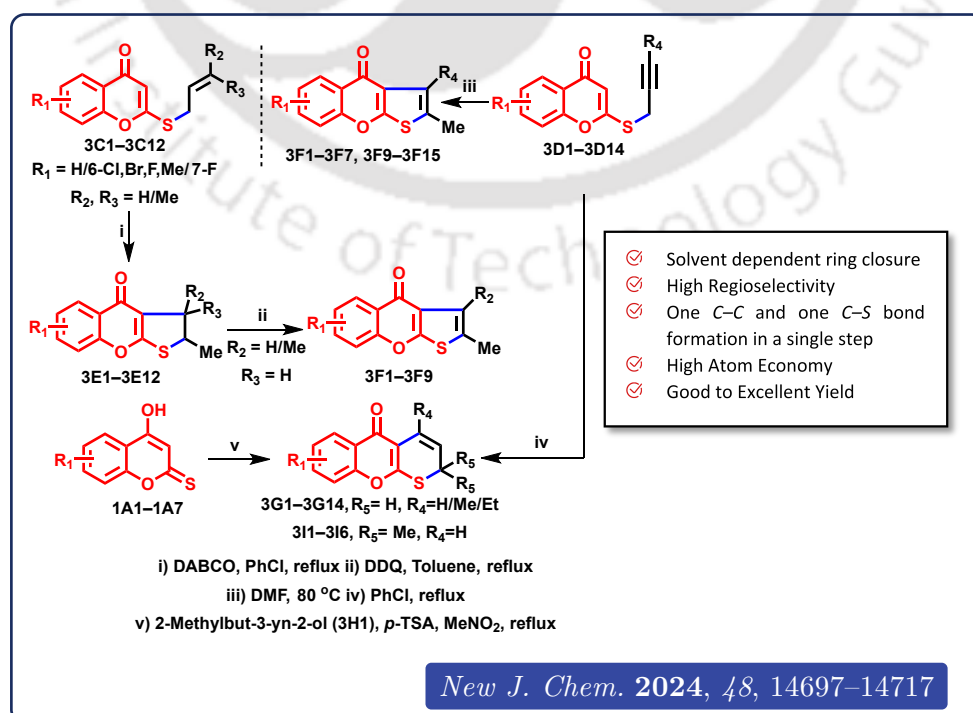 O
R2
R3
R1
O
S
3C1–3C12
R1 = H/6-Cl,Br,F,Me/ 7-F
R2, R3 = H/Me
i
O
R4
R1
O
S
Me
3F1–3F7, 3F9–3F15
iii
R4
O
R1
O
S
3D1–3D14
O
R2
R3
R1
O
S
Me
3E1–3E12
ii
R2 = H/Me
R3 = H
O
R2
R1
O
S
Me
3F1–3F9
Solvent dependent ring closure
High Regioselectivity
One C–C and one C–S bond
formation in a single step
High Atom Economy
Good to Excellent Yield
OH
R1
O
S
1A1–1A7
v
O
R4
R1
O
S
R5
R5
iv
3G1–3G14, R5= H, R4=H/Me/Et
3I1–3I6, R5= Me, R4=H
i) DABCO, PhCl, reflux ii) DDQ, Toluene, reflux
iii) DMF, 80 °C iv) PhCl, reflux
v) 2-Methylbut-3-yn-2-ol (3H1), p-TSA, MeNO2, reflux
New J. Chem. 2024, 48, 14697–14717
Institute of Technology Guw